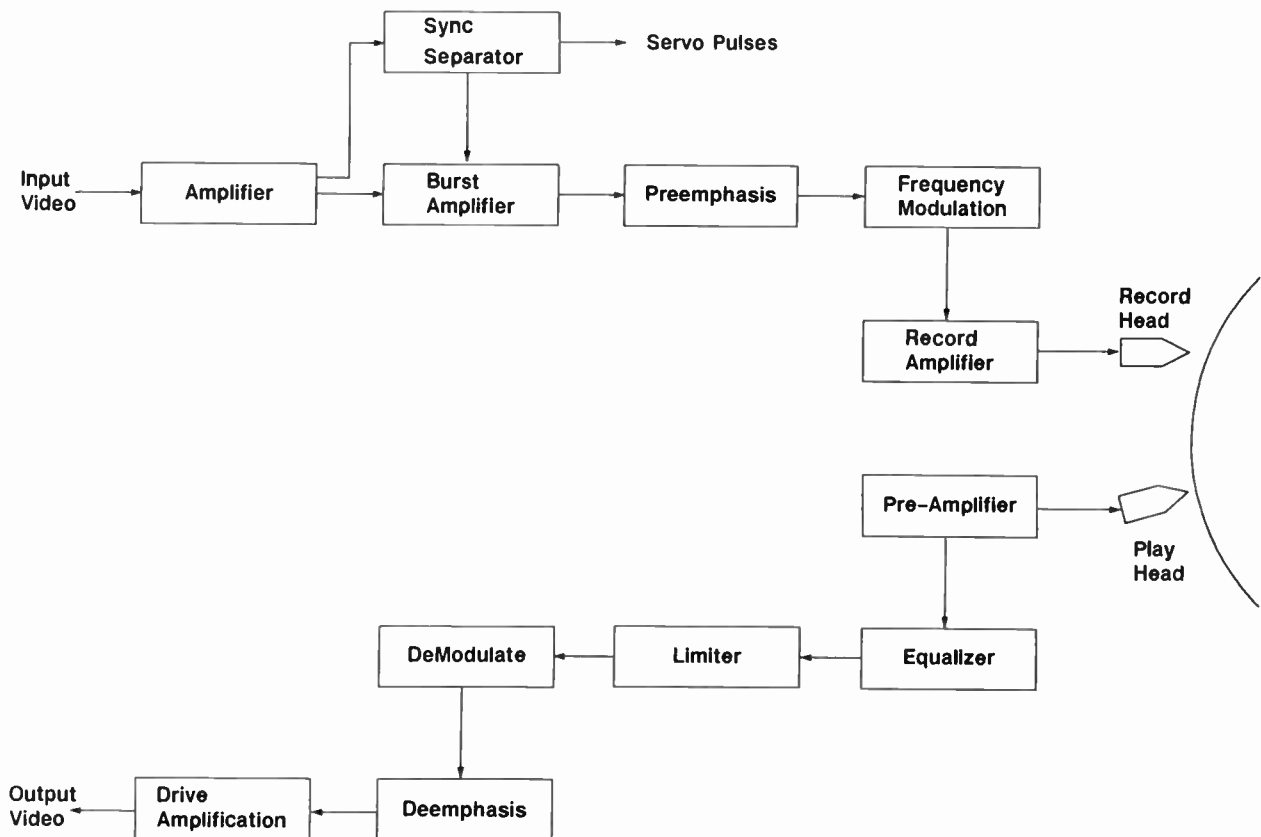 Sync
Separator
Servo Pulses
Input
Video
Amplifier
Burst
Amplifier
Preemphasis
Frequency
Modulation
Record
Amplifier
Record
Head
Pre-Amplifier
Play
Head
DeModulate
Limiter
Equalizer
Output
Video
Drive
Amplification
Deemphasis